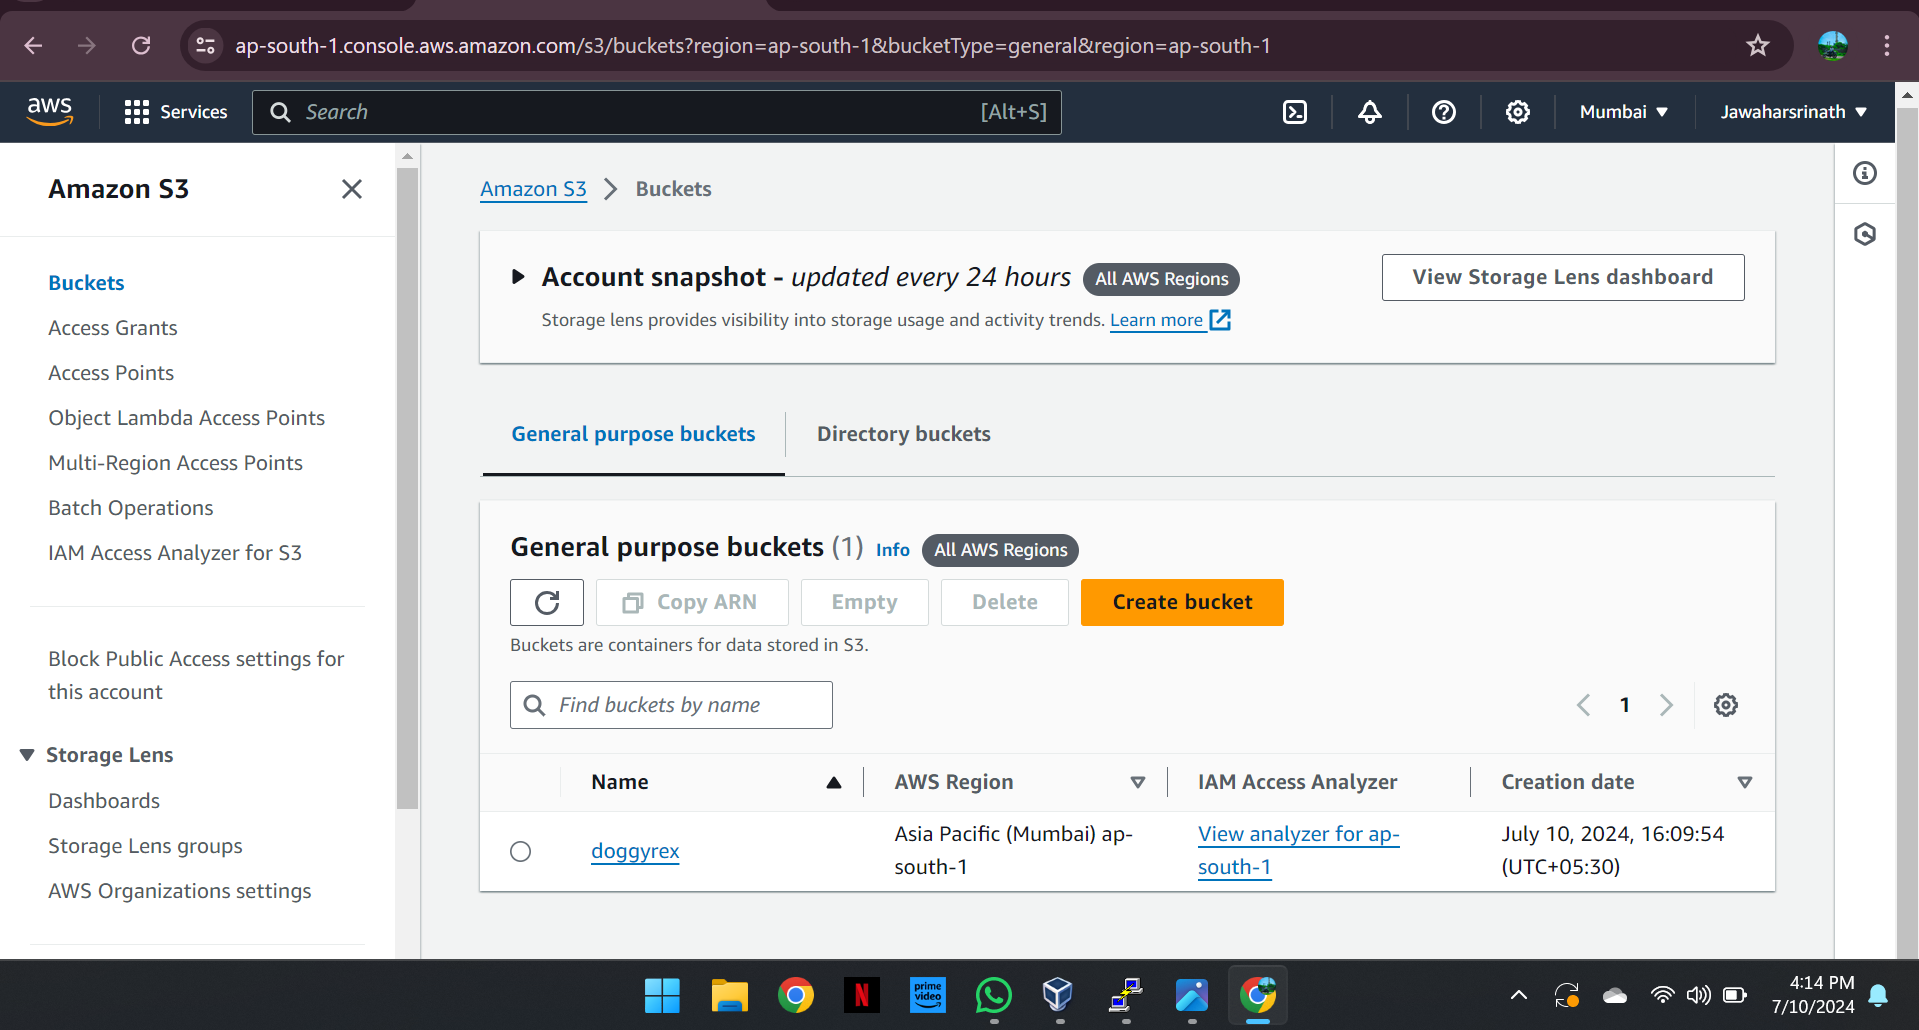 ap-south-1.console.aws.amazon.com/s3/buckets?region=ap-south-1&bucketType=general&region=ap-south-1
aws
Services
Search
[Alt+S]
Mumbai
Jawaharsrinath
Amazon S3
Buckets
Access Grants
Access Points
Object Lambda Access Points
Multi-Region Access Points
Batch Operations
IAM Access Analyzer for S3
Block Public Access settings for
this account
Storage Lens
Dashboards
Storage Lens groups
AWS Organizations settings
Amazon S3 Buckets
Account snapshot - updated every 24 hours All AWS Regions
View Storage Lens dashboard
Storage lens provides visibility into storage usage and activity trends. Learn more
General purpose buckets
Directory buckets
General purpose buckets (1) Info All AWS Regions
Copy ARN
Empty
Delete
Create bucket
Buckets are containers for data stored in S3.
Find buckets by name
1
Name
AWS Region
IAM Access Analyzer
Creation date
doggyrex
Asia Pacific (Mumbai) ap-
south-1
View analyzer for ap-
south-1
July 10, 2024, 16:09:54
(UTC+05:30)
N
prime
video
4:14 PM
7/10/2024